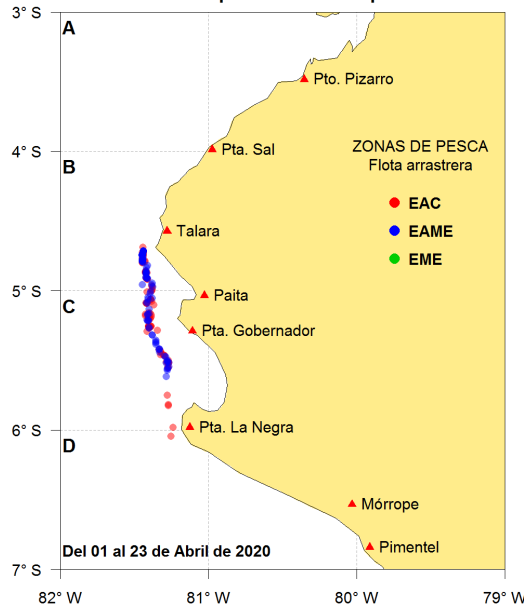 3° S
A
Pto. Pizarro
ZONAS DE PESCA
Flota arrastrera
4° S
Pta. Sal
B
EAC
Talara
EAME
EME
5° S
Paita
C
Pta. Gobernador
6° S
Pta. La Negra
D
Mórrope
Pimentel
Del 01 al 23 de Abril de 2020
7° S
82° W 81° W 80° W 79° W